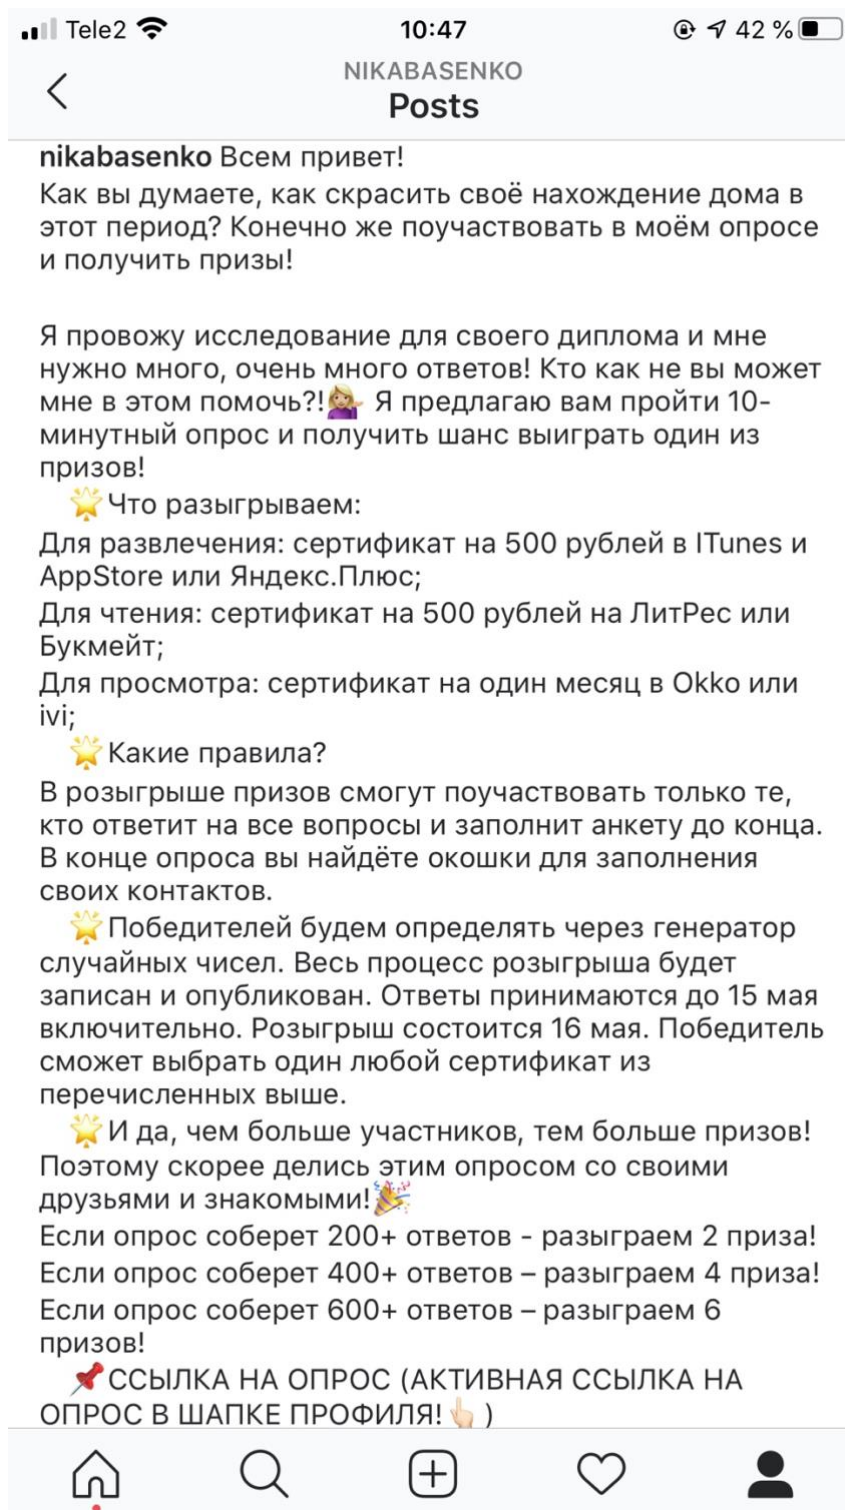 Tele2 10:47 42 %
NIKABASENKO
Posts
nikabasenko Всем привет!
Как вы думаете, как скрасить своё нахождение дома в
этот период? Конечно же поучаствовать в моём опросе
и получить призы!
Я провожу исследование для своего диплома и мне
нужно много, очень много ответов! Кто как не вы может
мне в этом помочь?!💁🏼‍♀️ Я предлагаю вам пройти 10-
минутный опрос и получить шанс выиграть один из
призов!
🌟Что разыгрываем:
Для развлечения: сертификат на 500 рублей в ITunes и
AppStore или Яндекс.Плюс;
Для чтения: сертификат на 500 рублей на ЛитРес или
Букмейт;
Для просмотра: сертификат на один месяц в Okko или
ivi;
🌟Какие правила?
В розыгрыше призов смогут поучаствовать только те,
кто ответит на все вопросы и заполнит анкету до конца.
В конце опроса вы найдёте окошки для заполнения
своих контактов.
🌟Победителей будем определять через генератор
случайных чисел. Весь процесс розыгрыша будет
записан и опубликован. Ответы принимаются до 15 мая
включительно. Розыгрыш состоится 16 мая. Победитель
сможет выбрать один любой сертификат из
перечисленных выше.
🌟И да, чем больше участников, тем больше призов!
Поэтому скорее делись этим опросом со своими
друзьями и знакомыми!🎉
Если опрос соберет 200+ ответов - разыграем 2 приза!
Если опрос соберет 400+ ответов – разыграем 4 приза!
Если опрос соберет 600+ ответов – разыграем 6
призов!
📌ССЫЛКА НА ОПРОС (АКТИВНАЯ ССЫЛКА НА
ОПРОС В ШАПКЕ ПРОФИЛЯ!👆🏻)